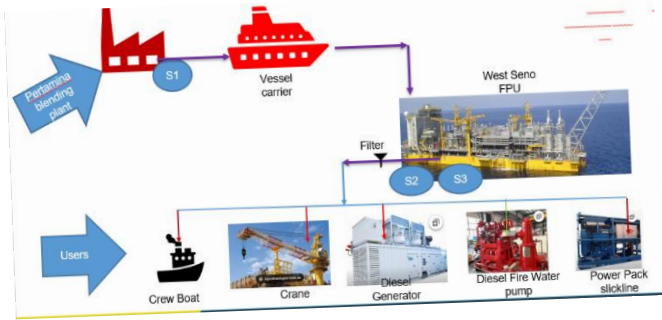 Pertamina
blending
plant
S1
Vessel
carrier
West Seno
FPU
Filter
S2
S3
Users
Crew Boat
Crane
Diesel
Generator
Diesel Fire Water
pump
Power Pack
slickline